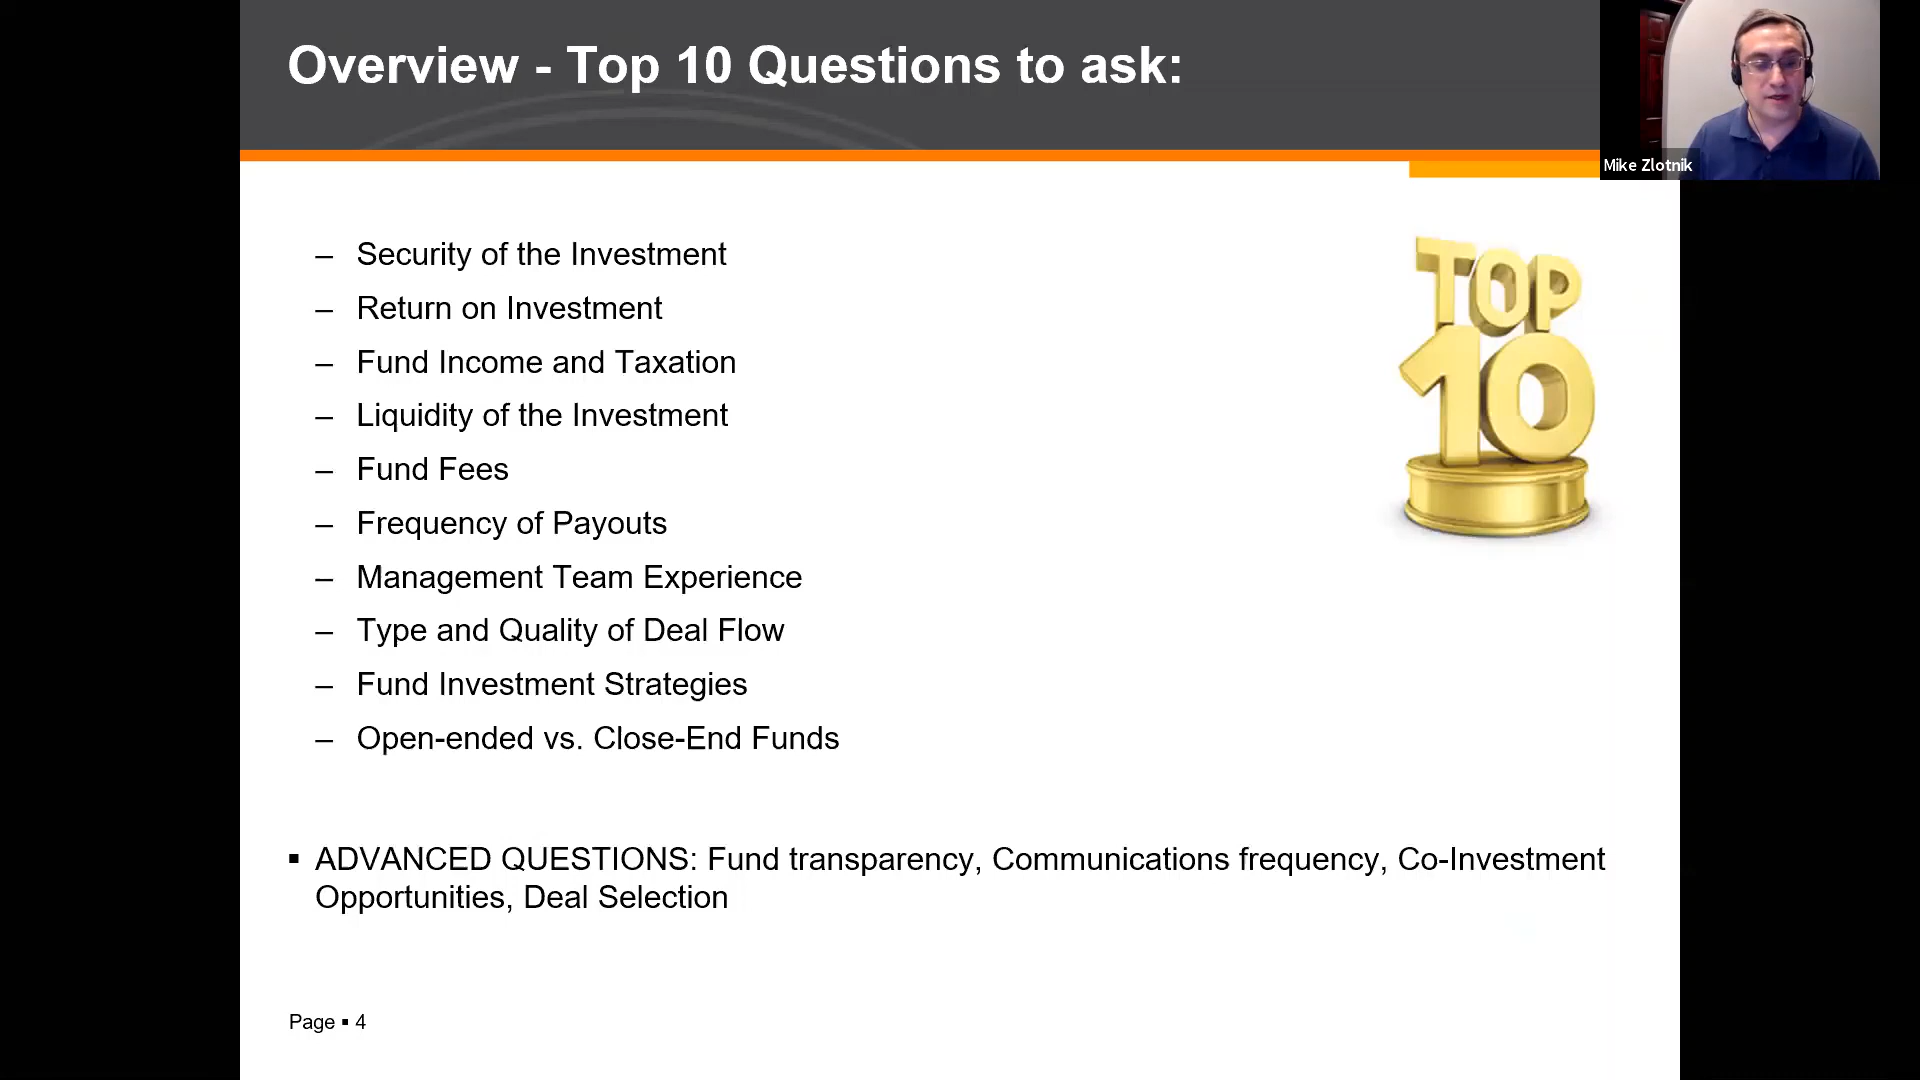 Overview - Top 10 Questions to ask:
Mike Zlotnik
– Security of the Investment
– Return on Investment
– Fund Income and Taxation
– Liquidity of the Investment
– Fund Fees
– Frequency of Payouts
– Management Team Experience
– Type and Quality of Deal Flow
– Fund Investment Strategies
– Open-ended vs. Close-End Funds
TOP
10
▪ ADVANCED QUESTIONS: Fund transparency, Communications frequency, Co-Investment
Opportunities, Deal Selection
Page ▪ 4